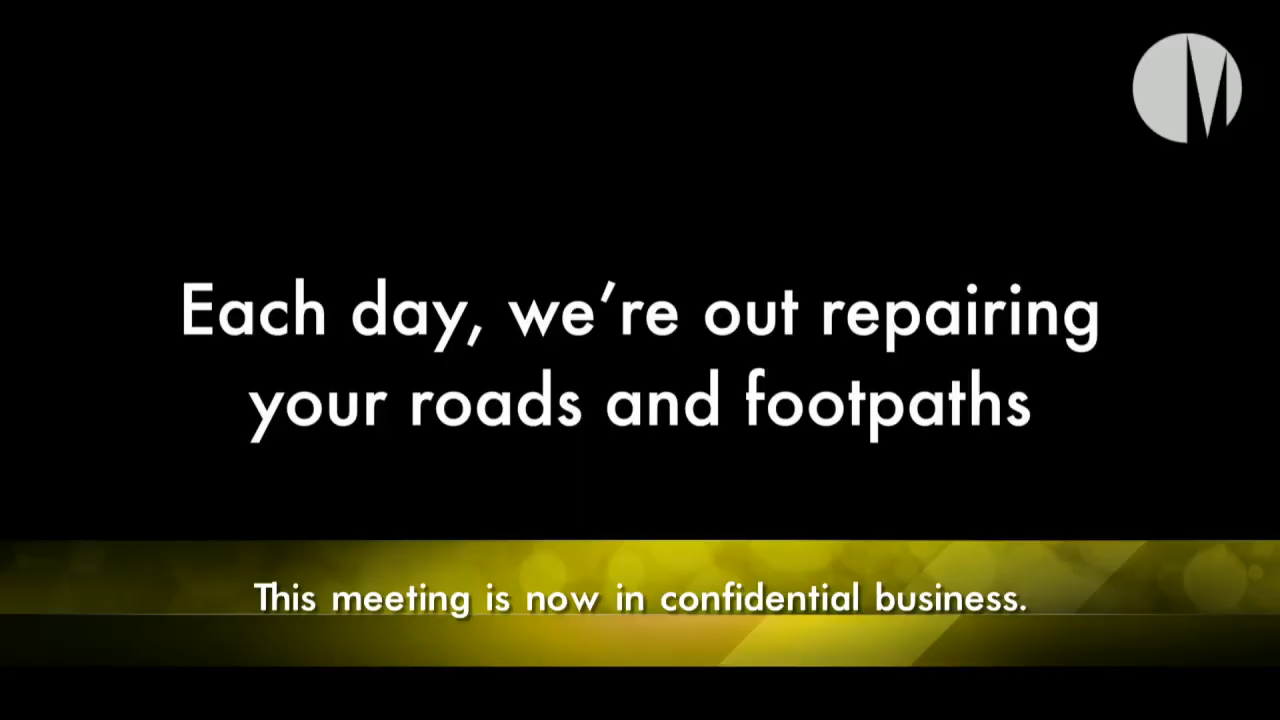 Each day, we’re out repairing
your roads and footpaths
This meeting is now in confidential business.